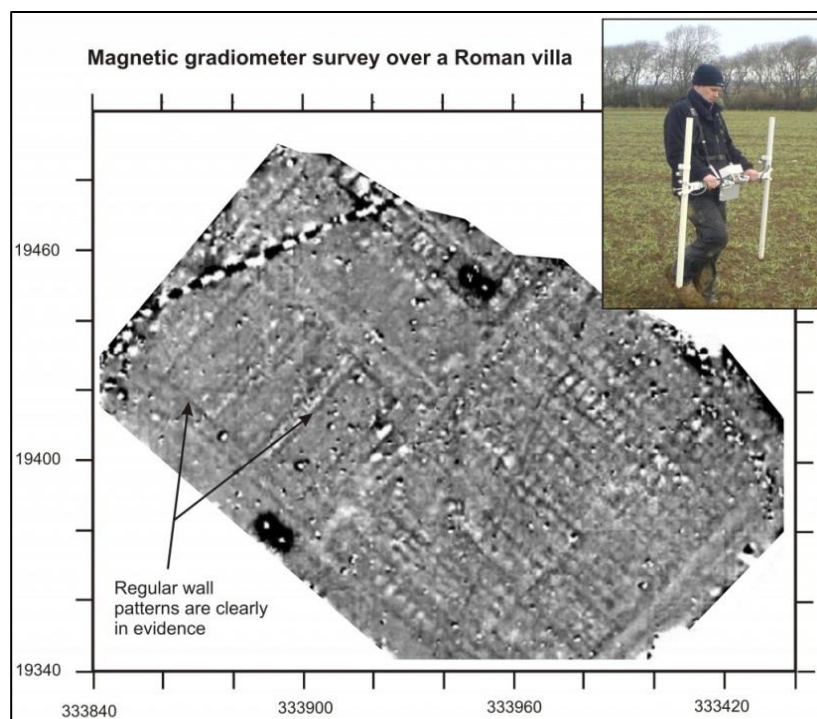 Magnetic gradiometer survey over a Roman villa
19460
19400
19340
Regular wall
patterns are clearly
in evidence
333840
333900
333960
333420